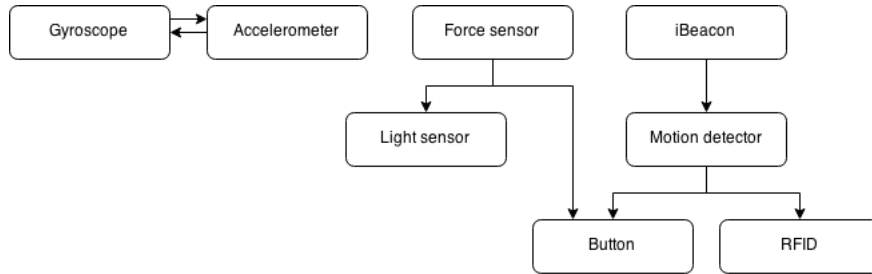 Gyroscope
Accelerometer
Force sensor
iBeacon
Light sensor
Motion detector
Button
RFID